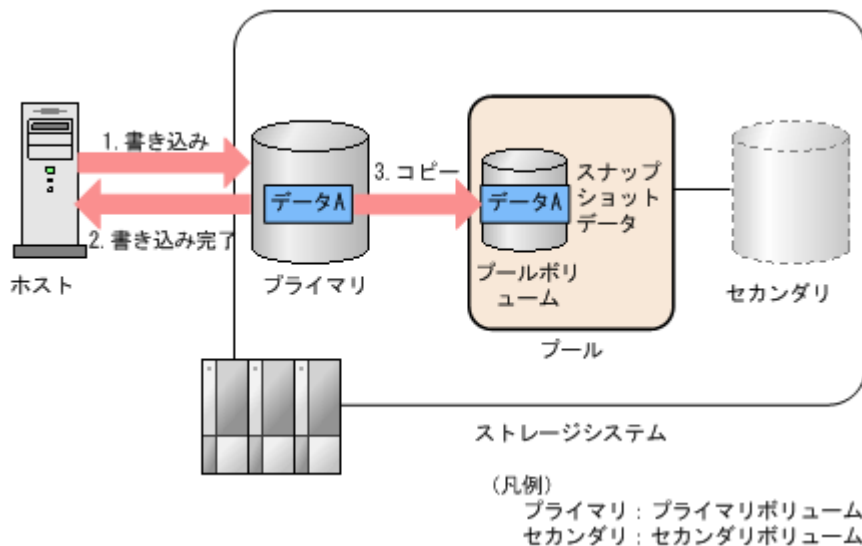 1. 書き込み
2. 書き込み完了
3. コピー
データA
データA
スナップ
ショット
データ
プールボリ
ューム
ホスト
プライマリ
セカンダリ
プール
ストレージシステム
(凡例)
プライマリ：プライマリボリューム
セカンダリ：セカンダリボリューム